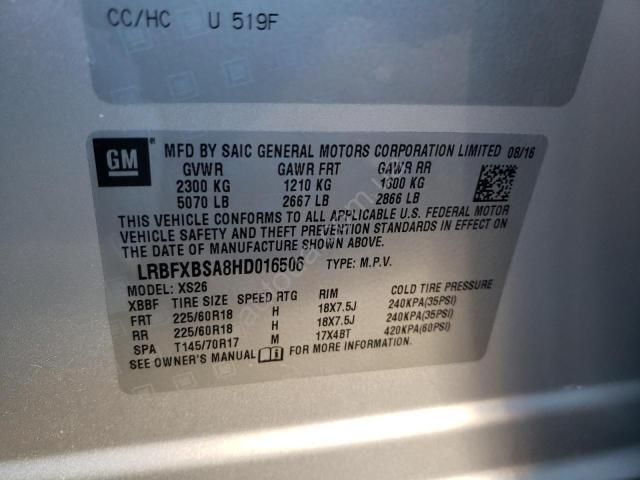 CC/HC U 519F
GM MFD BY SAIC GENERAL MOTORS CORPORATION LIMITED 08/16
GVWR GAWR FRT GAWR RR
2300 KG 1210 KG 1300 KG
5070 LB 2667 LB 2866 LB
THIS VEHICLE CONFORMS TO ALL APPLICABLE U.S. FEDERAL MOTOR
VEHICLE SAFETY AND THEFT PREVENTION STANDARDS IN EFFECT ON
THE DATE OF MANUFACTURE SHOWN ABOVE.
LRBFXBSA8HD016506 TYPE: M.P.V.
MODEL: XS26
XBBF TIRE SIZE SPEED RTG RIM COLD TIRE PRESSURE
FRT 225/60R18 H 18X7.5J 240KPA(35PSI)
RR 225/60R18 H 18X7.5J 240KPA(35PSI)
SPA T145/70R17 M 17X4BT 420KPA(60PSI)
SEE OWNER'S MANUAL FOR MORE INFORMATION